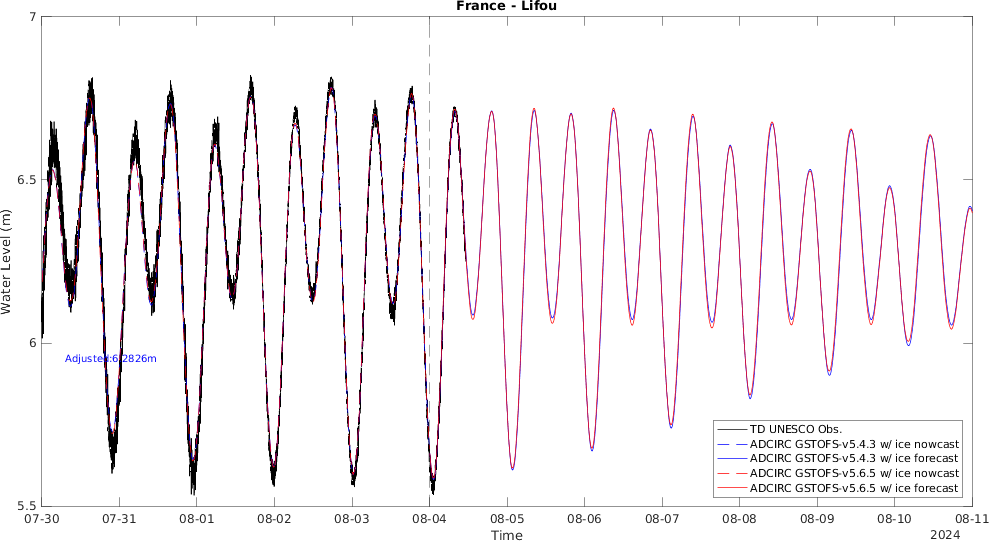 France - Lifou
7
6.5
6
5.5
Water Level (m)
Adjusted:6.2826m
TD UNESCO Obs.
ADCIRC GSTOFS-v5.4.3 w/ ice nowcast
ADCIRC GSTOFS-v5.4.3 w/ ice forecast
ADCIRC GSTOFS-v5.6.5 w/ ice nowcast
ADCIRC GSTOFS-v5.6.5 w/ ice forecast
07-30 07-31 08-01 08-02 08-03 08-04 08-05 08-06 08-07 08-08 08-09 08-10 08-11
Time
2024